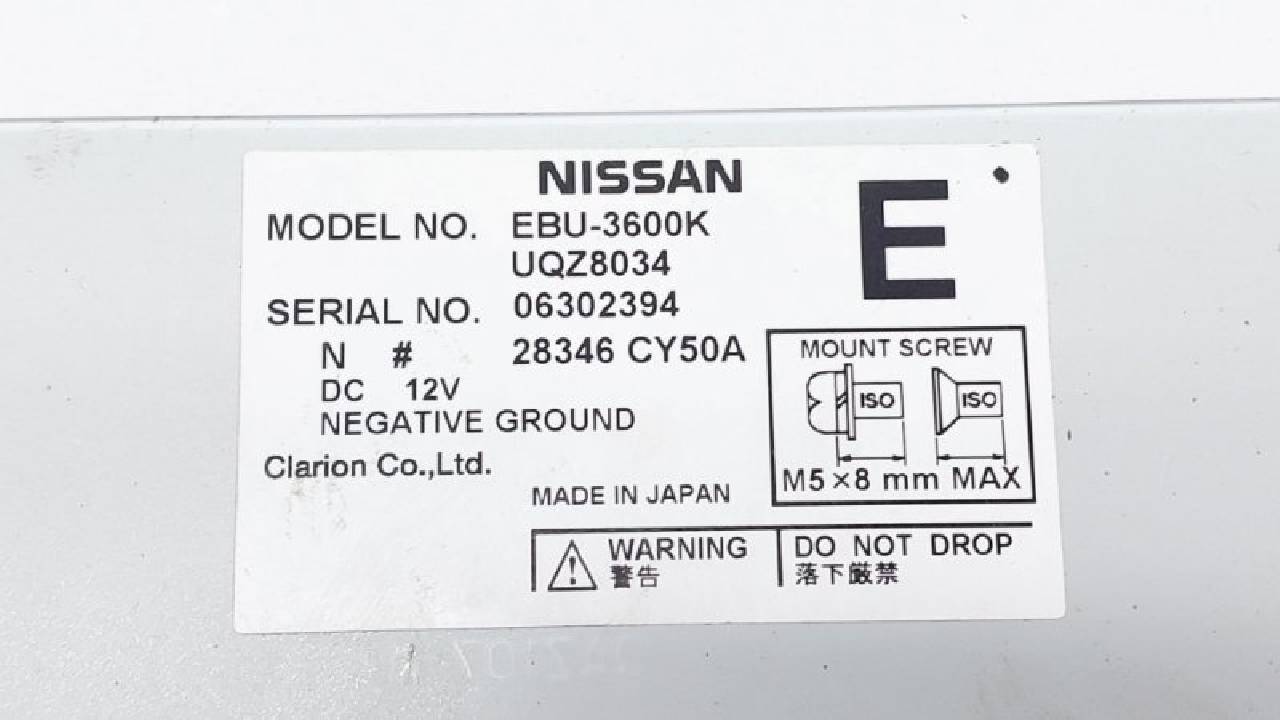 NISSAN
E
MODEL NO. EBU-3600K
UQZ8034
SERIAL NO. 06302394
N # 28346 CY50A
DC 12V
NEGATIVE GROUND
Clarion Co.,Ltd.
MADE IN JAPAN
MOUNT SCREW
ISO ISO
M5×8 mm MAX
WARNING
警告
DO NOT DROP
落下厳禁